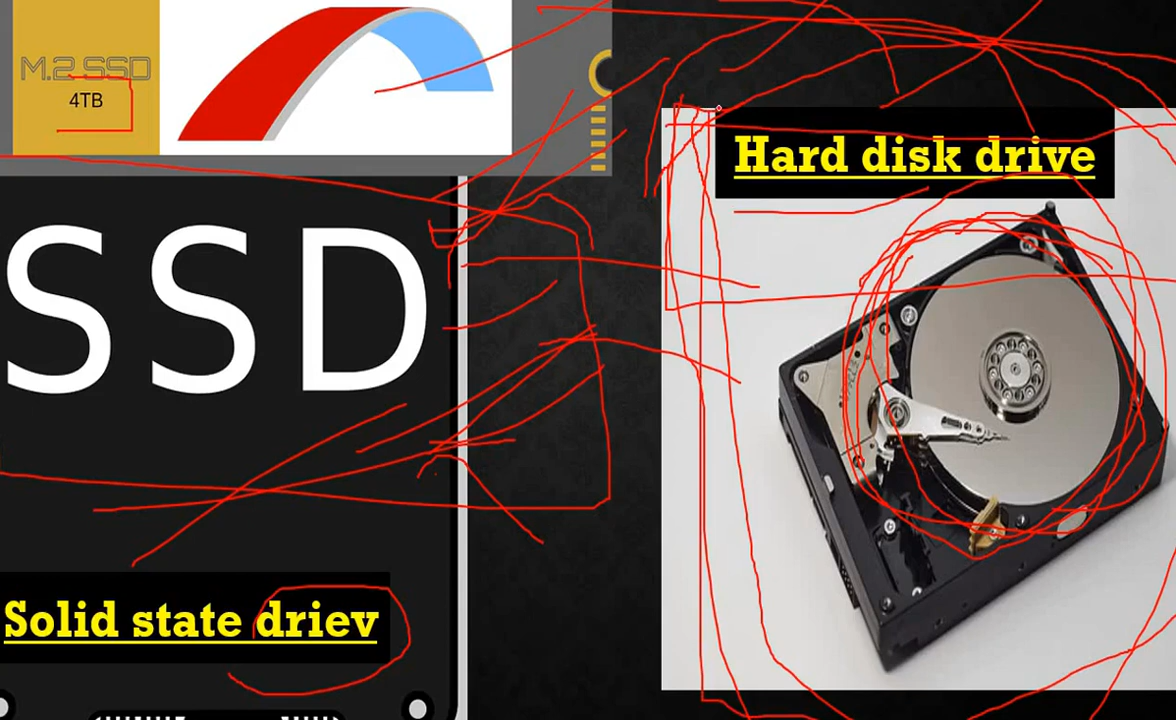 M.2 SSD
4TB
SSD
Solid state driev
Hard disk drive